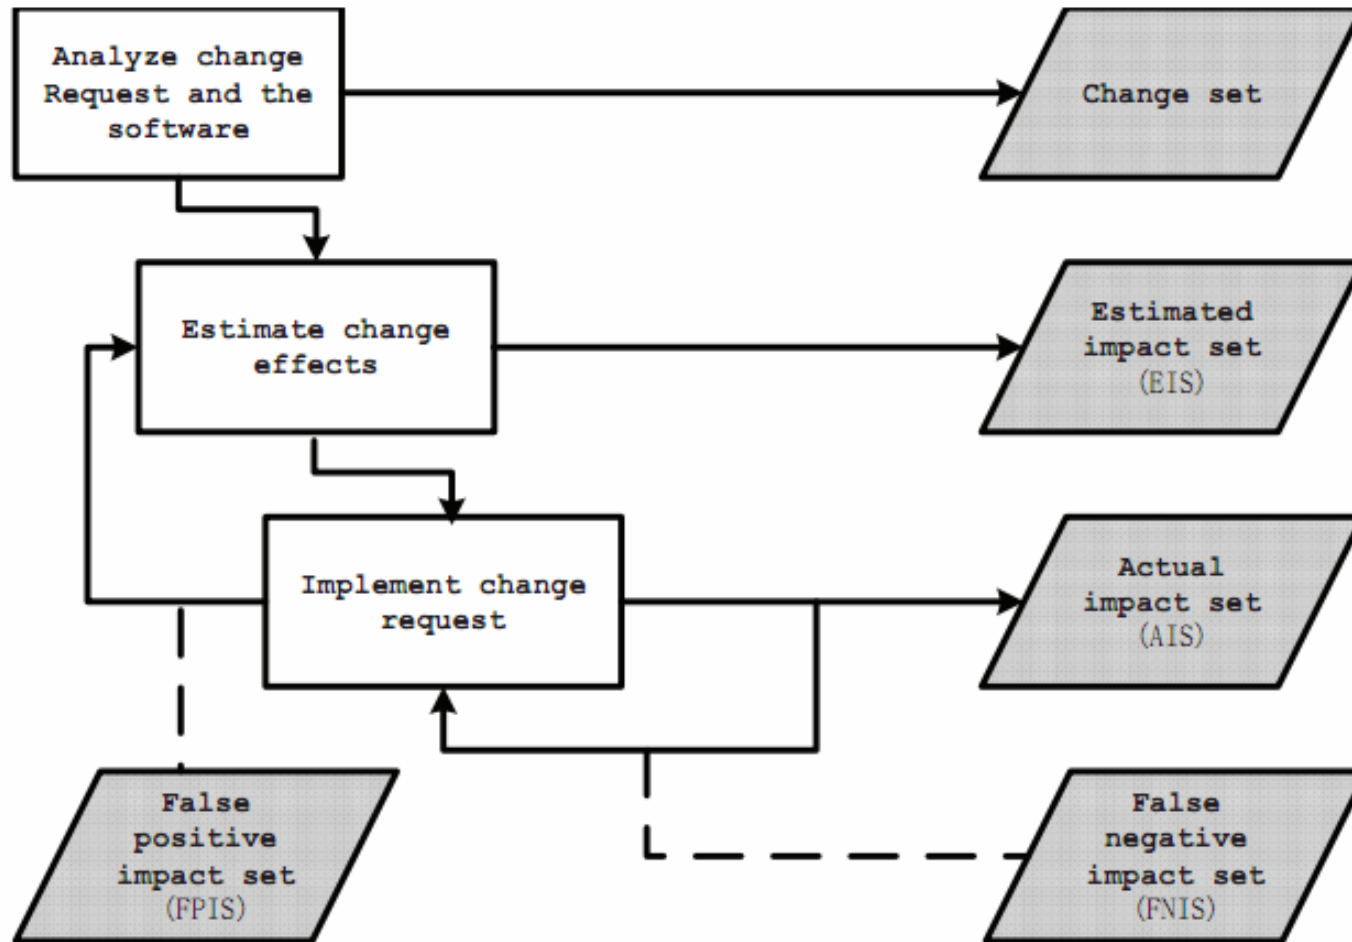 Analyze change
Request and the
software
Change set
Estimate change
effects
Estimated
impact set
(EIS)
Implement change
request
Actual
impact set
(AIS)
False
positive
impact set
(FPIS)
False
negative
impact set
(FNIS)